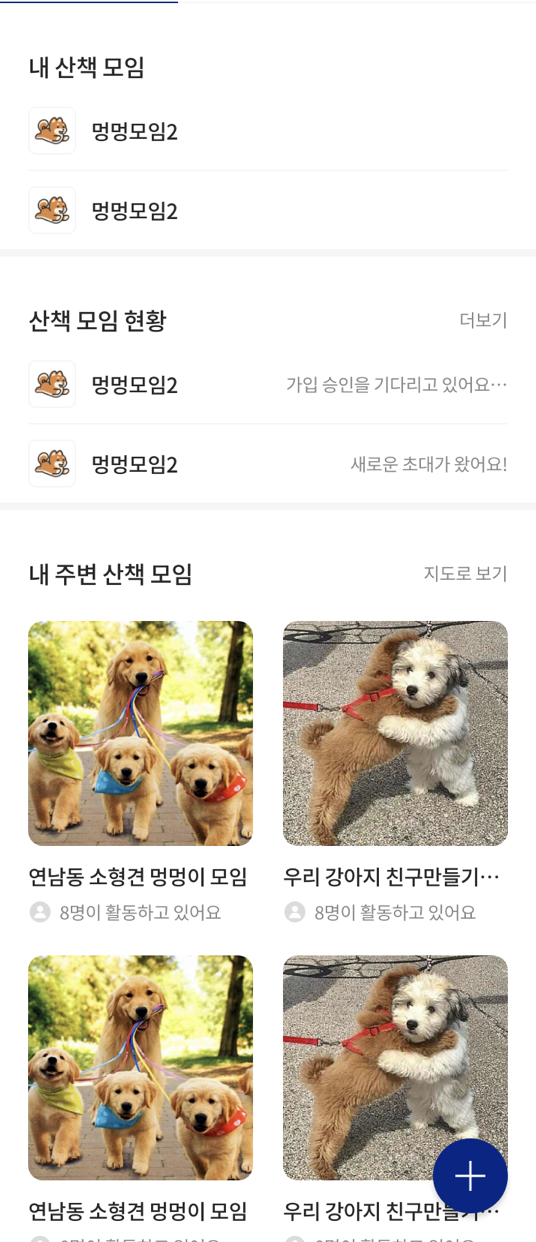 내 산책 모임
멍멍모임2
멍멍모임2
산책 모임 현황
더보기
멍멍모임2
가입 승인을 기다리고 있어요…
멍멍모임2
새로운 초대가 왔어요!
내 주변 산책 모임
지도로 보기
연남동 소형견 멍멍이 모임
우리 강아지 친구만들기…
8명이 활동하고 있어요
8명이 활동하고 있어요
연남동 소형견 멍멍이 모임
우리 강아지 친구만들기…